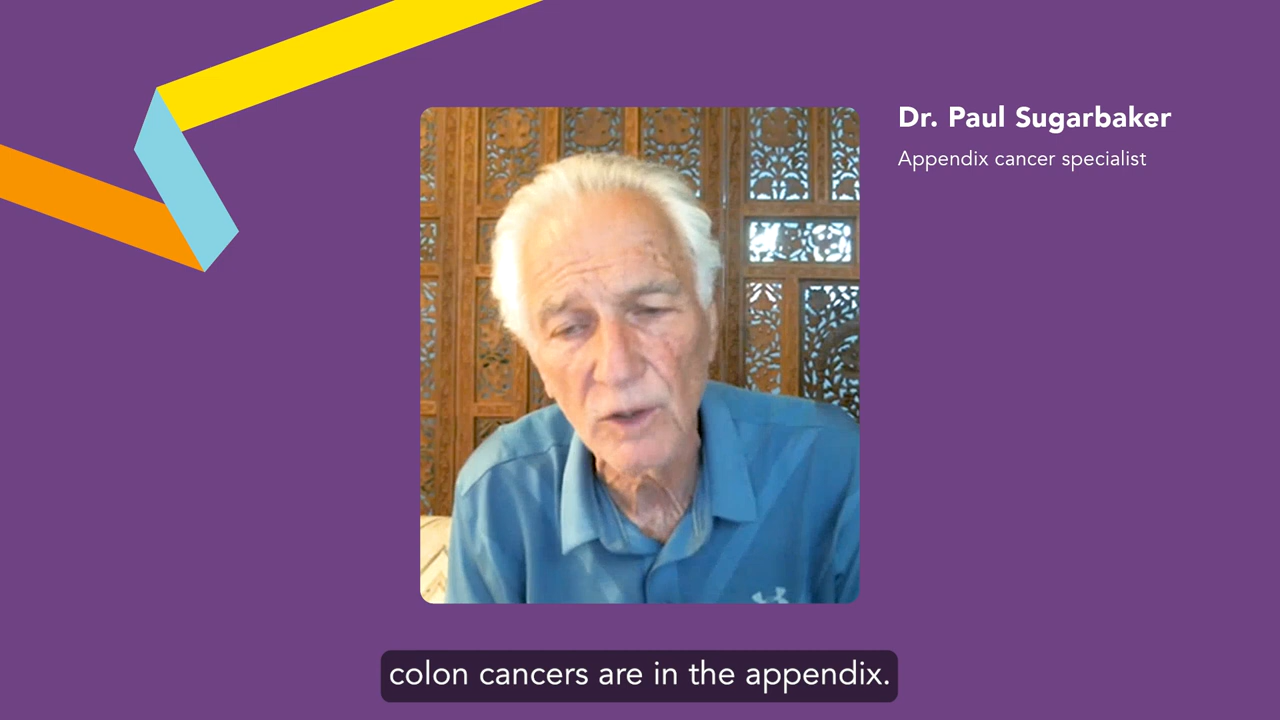 Dr. Paul Sugarbaker
Appendix cancer specialist
colon cancers are in the appendix.